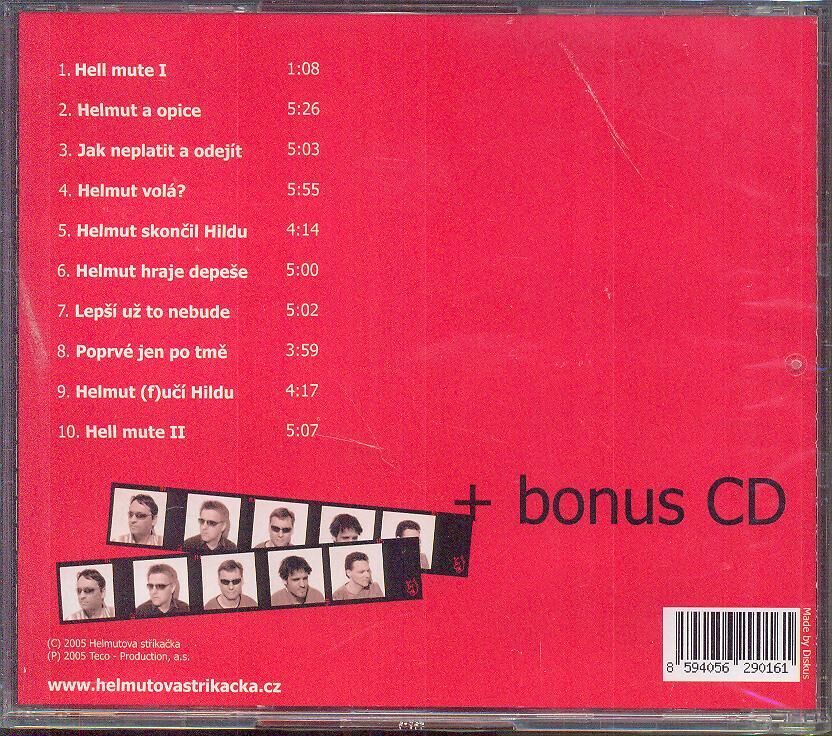 1. Hell mute I 1:08
2. Helmut a opice 5:26
3. Jak neplatit a odejít 5:03
4. Helmut volá? 5:55
5. Helmut skončil Hildu 4:14
6. Helmut hraje depeše 5:00
7. Lepší už to nebude 5:02
8. Poprvé jen po tmě 3:59
9. Helmut (f)učí Hildu 4:17
10. Hell mute II 5:07
+ bonus CD
(C) 2005 Helmutova stříkačka
(P) 2005 Teco - Production, a.s.
www.helmutovastrikacka.cz
8 594056 290161
Made by Diskus